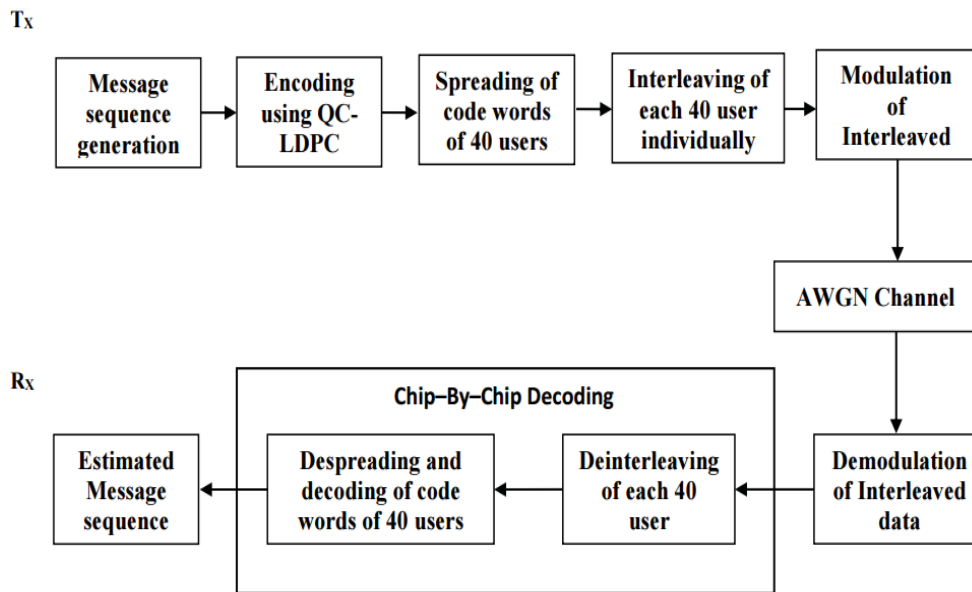 Tx
Message
sequence
generation
Encoding
using QC-
LDPC
Spreading of
code words
of 40 users
Interleaving of
each 40 user
individually
Modulation
of
Interleaved
AWGN Channel
Rx
Chip–By–Chip Decoding
Estimated
Message
sequence
Despreading and
decoding of code
words of 40 users
Deinterleaving
of each 40
user
Demodulation
of Interleaved
data